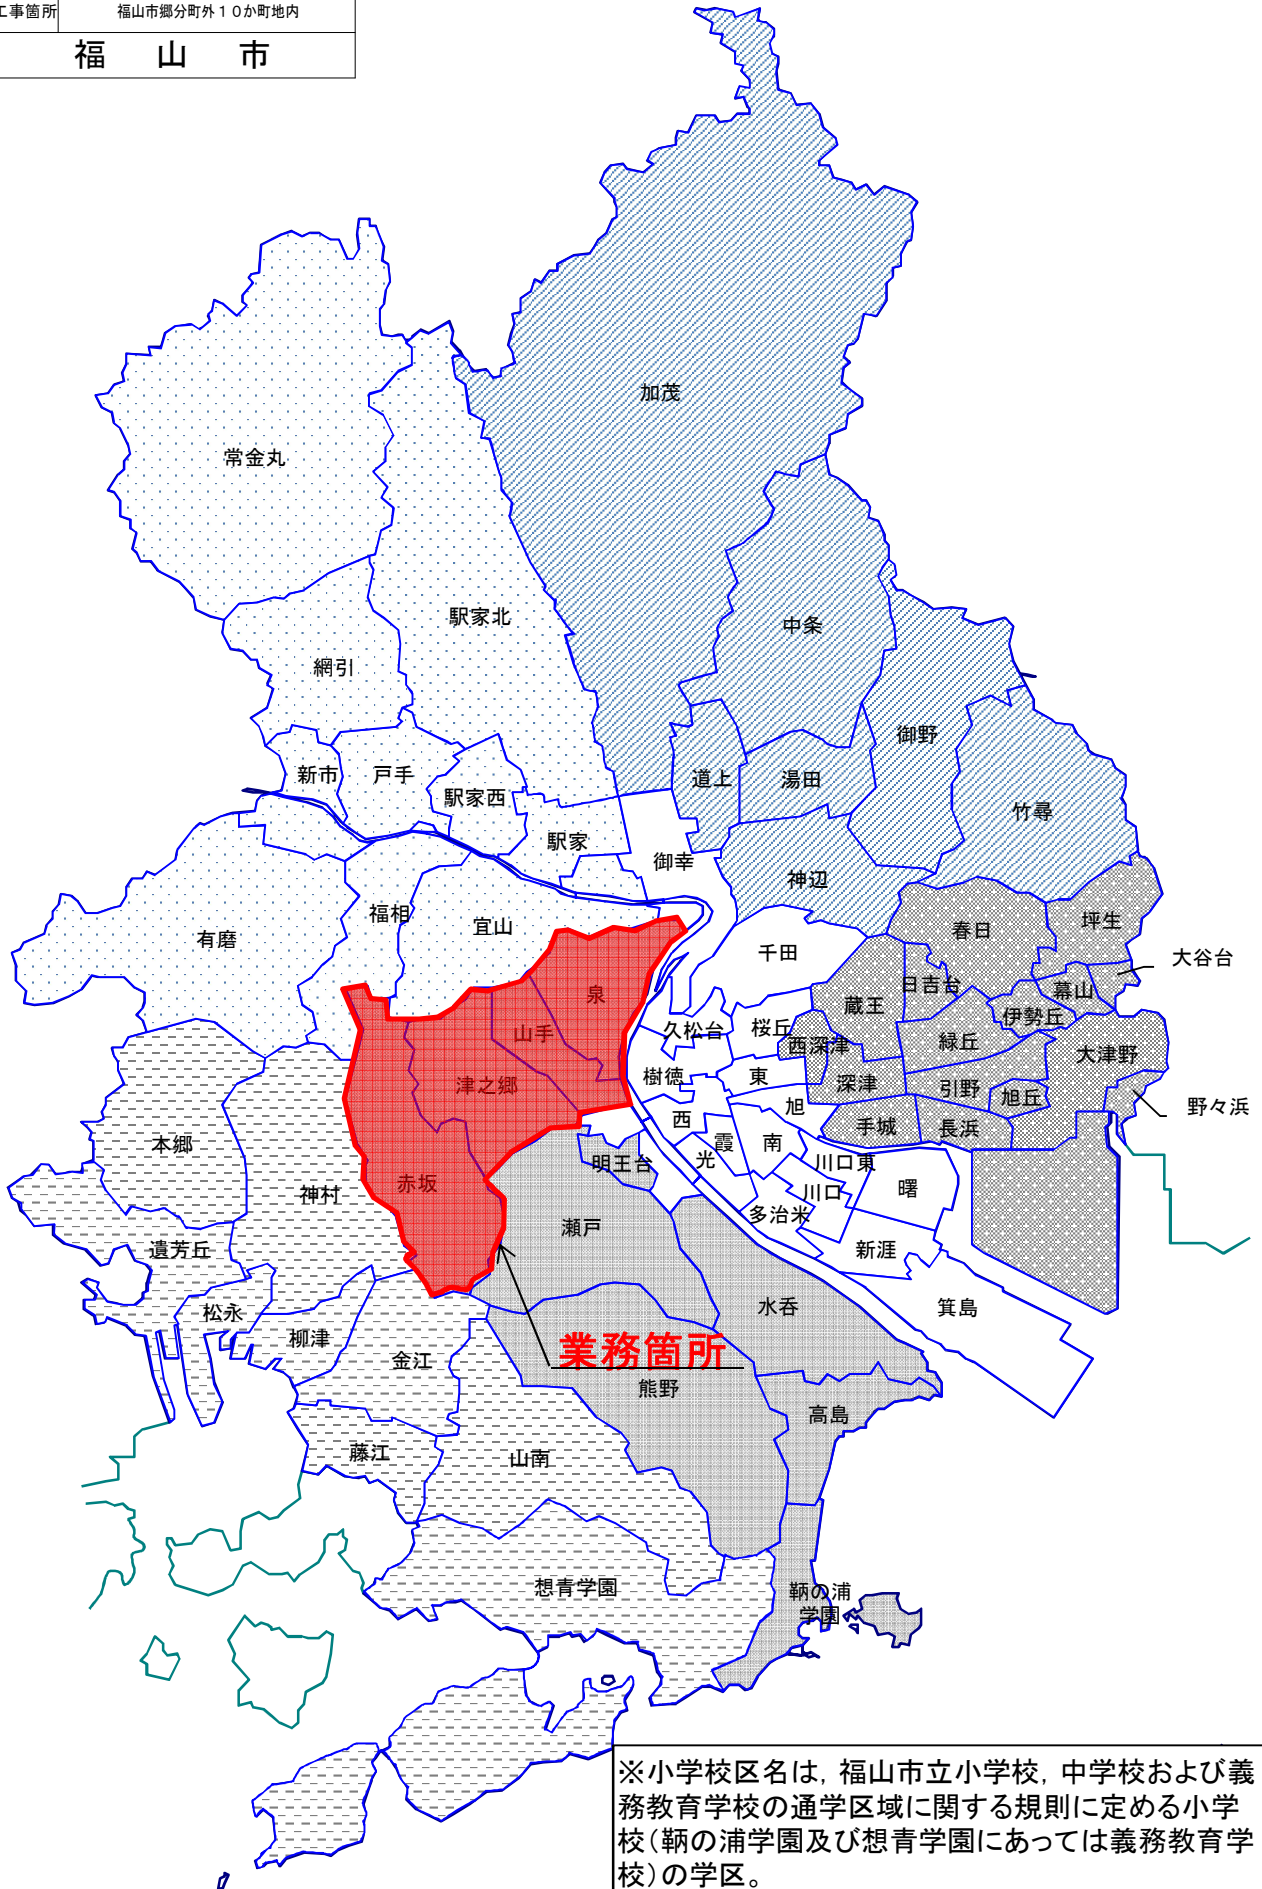 工事箇所 福山市郷分町外１０か町地内
福山市
加茂
常金丸
駅家北
中条
網引
御野
新市
戸手
道上
湯田
駅家西
竹尋
駅家
御幸
神辺
福相
宜山
有磨
春日
坪生
千田
大谷台
日吉台
幕山
泉
蔵王
伊勢丘
久松台
桜丘
山手
西深津
緑丘
大津野
樹徳
東
津之郷
深津
引野
旭丘
旭
野々浜
西
手城
長浜
本郷
霞
南
明王台
光
川口東
赤坂
神村
川口
曙
多治米
瀬戸
遺芳丘
新涯
松永
水呑
箕島
柳津
業務箇所
金江
熊野
高島
藤江
山南
想青学園
鞆の浦
学園
※小学校区名は，福山市立小学校，中学校および義
務教育学校の通学区域に関する規則に定める小学
校（鞆の浦学園及び想青学園にあっては義務教育学
校）の学区。